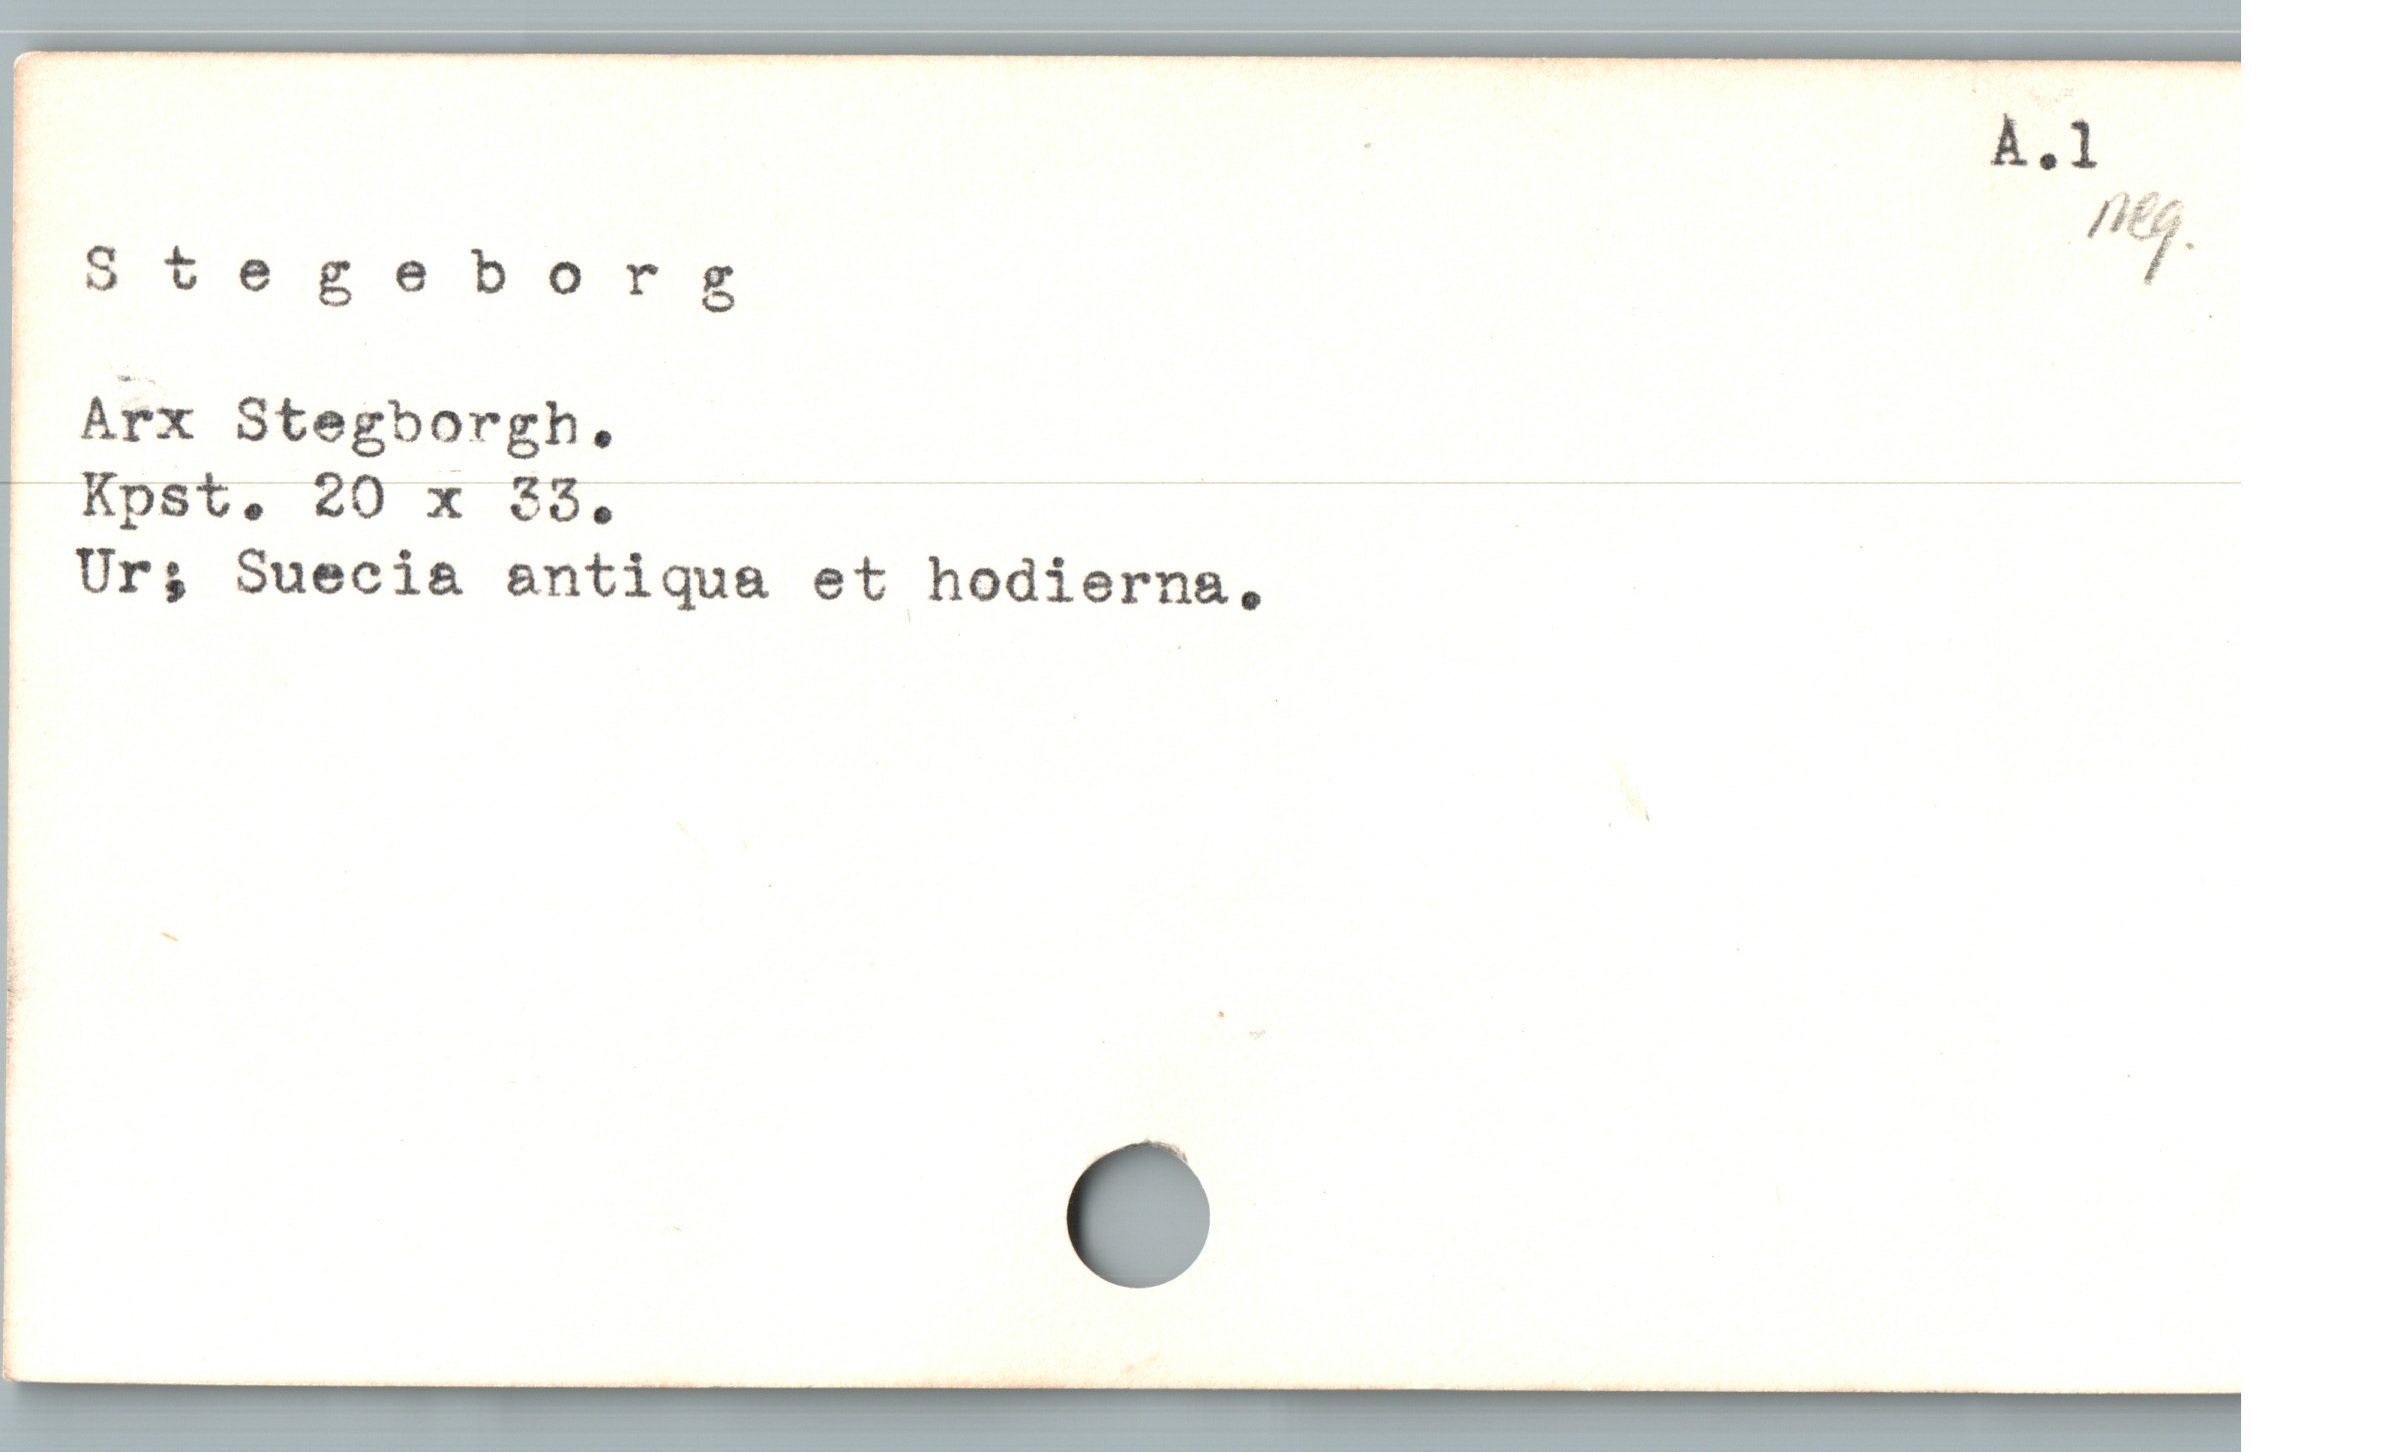 A.1
neg.
S t e g e b o r g
Arx Stegborgh.
Kpst. 20 x 33.
Ur; Suecia antiqua et hodierna.